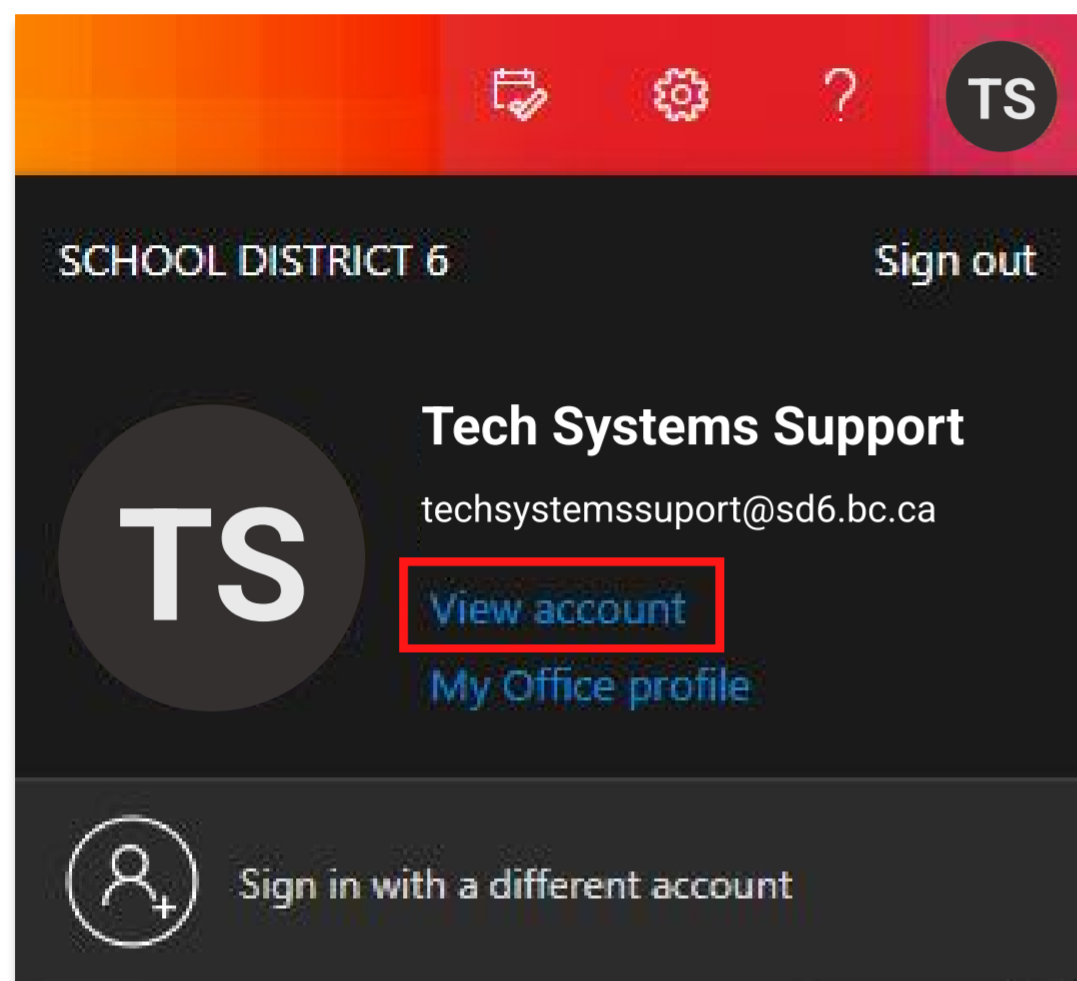 ?
TS
SCHOOL DISTRICT 6
Sign out
Tech Systems Support
techsystemssuport@sd6.bc.ca
TS
View account
My Office profile
Sign in with a different account